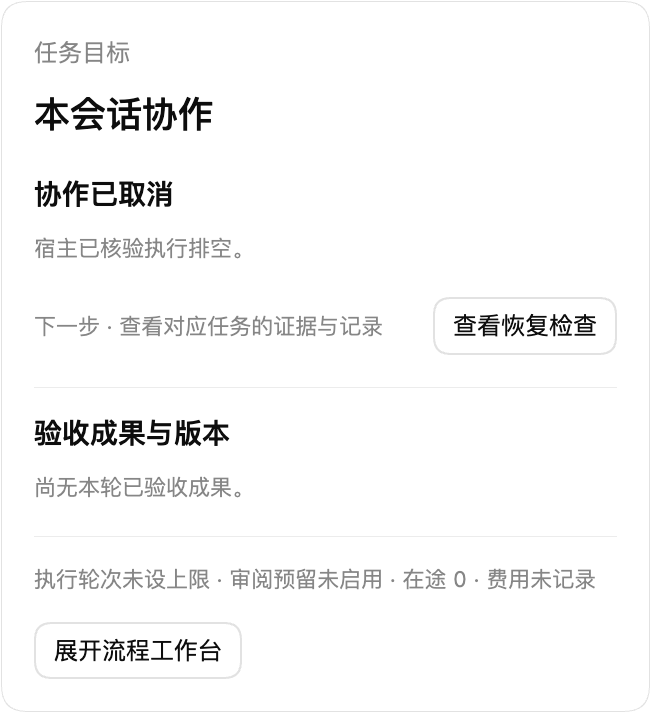 任务目标
本会话协作
协作已取消
宿主已核验执行排空。
下一步 · 查看对应任务的证据与记录
查看恢复检查
验收成果与版本
尚无本轮已验收成果。
执行轮次未设上限 · 审阅预留未启用 · 在途 0 · 费用未记录
展开流程工作台